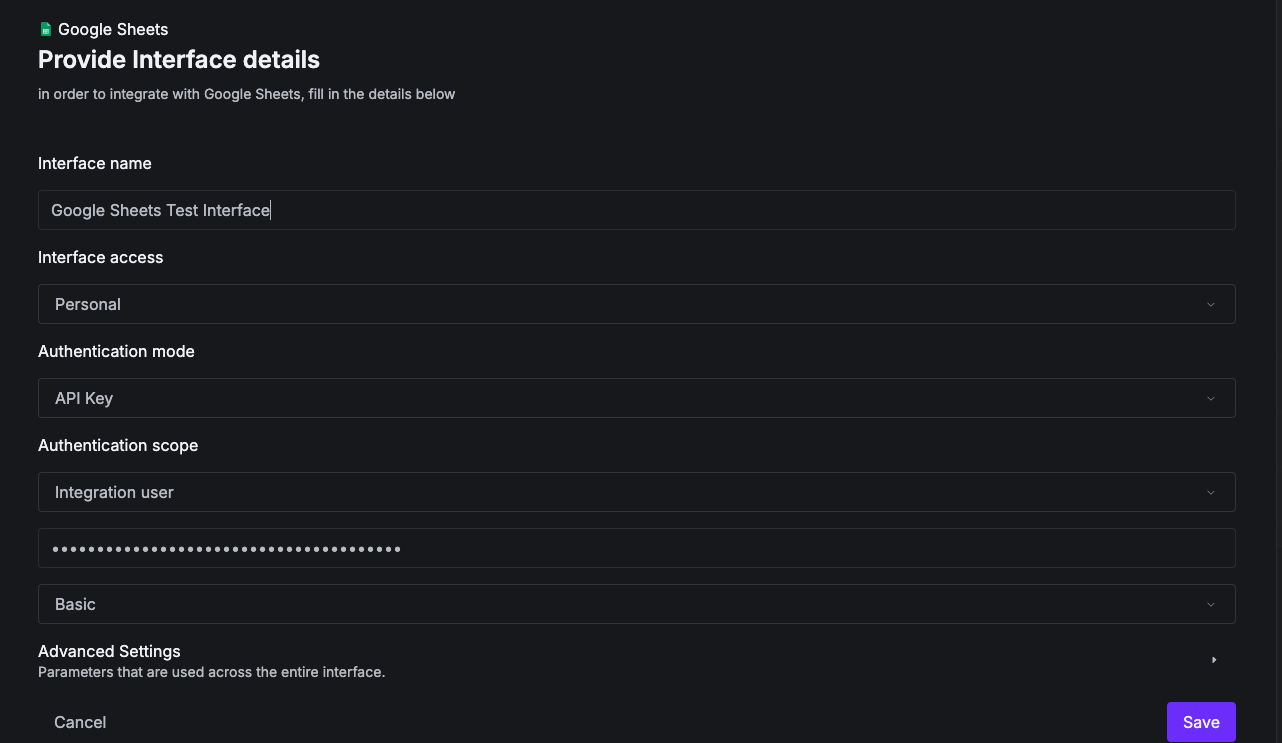 Google Sheets
Provide Interface details
in order to integrate with Google Sheets, fill in the details below
Interface name
Google Sheets Test Interface
Interface access
Personal
Authentication mode
API Key
Authentication scope
Integration user
•••••••••••••••••••••••••••••••••••••••
Basic
Advanced Settings
Parameters that are used across the entire interface.
Cancel
Save